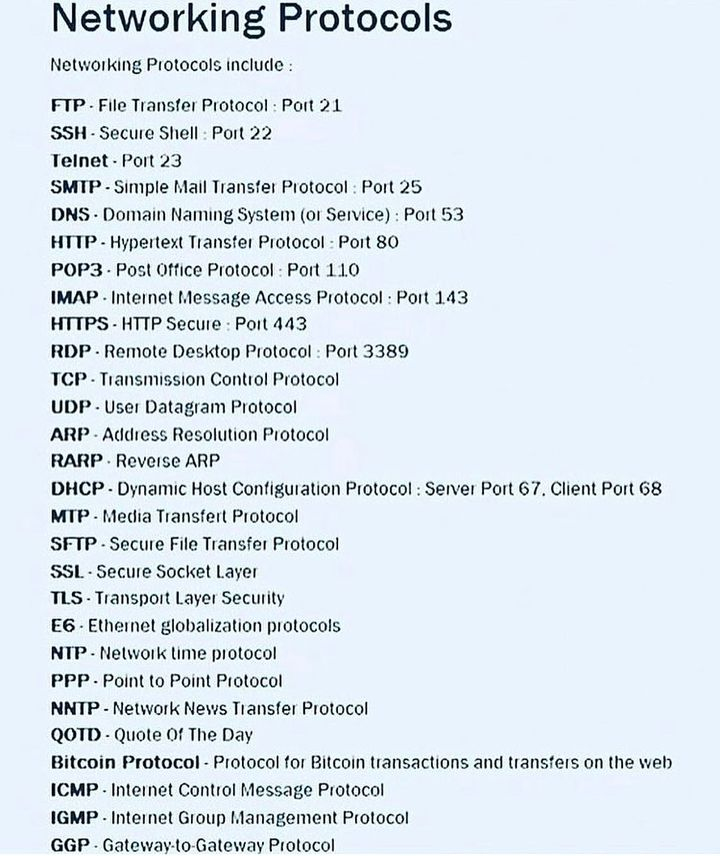 Networking Protocols
Networking Protocols include :
FTP - File Transfer Protocol : Port 21
SSH - Secure Shell : Port 22
Telnet - Port 23
SMTP - Simple Mail Transfer Protocol : Port 25
DNS - Domain Naming System (or Service) : Port 53
HTTP - Hypertext Transfer Protocol : Port 80
POP3 - Post Office Protocol : Port 110
IMAP - Internet Message Access Protocol : Port 143
HTTPS - HTTP Secure : Port 443
RDP - Remote Desktop Protocol : Port 3389
TCP - Transmission Control Protocol
UDP - User Datagram Protocol
ARP - Address Resolution Protocol
RARP - Reverse ARP
DHCP - Dynamic Host Configuration Protocol : Server Port 67, Client Port 68
MTP - Media Transfert Protocol
SFTP - Secure File Transfer Protocol
SSL - Secure Socket Layer
TLS - Transport Layer Security
E6 - Ethernet globalization protocols
NTP - Network time protocol
PPP - Point to Point Protocol
NNTP - Network News Transfer Protocol
QOTD - Quote Of The Day
Bitcoin Protocol - Protocol for Bitcoin transactions and transfers on the web
ICMP - Internet Control Message Protocol
IGMP - Internet Group Management Protocol
GGP - Gateway-to-Gateway Protocol